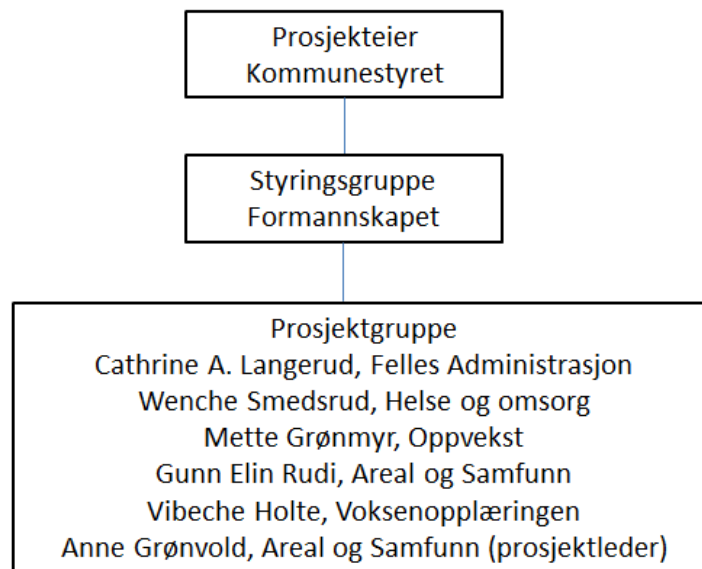 Prosjekteier
Kommunestyret
Styringsgruppe
Formannskapet
Prosjektgruppe
Cathrine A. Langerud, Felles Administrasjon
Wenche Smedsrud, Helse og omsorg
Mette Grønmyr, Oppvekst
Gunn Elin Rudi, Areal og Samfunn
Vibeche Holte, Voksenopplæringen
Anne Grønvold, Areal og Samfunn (prosjektleder)